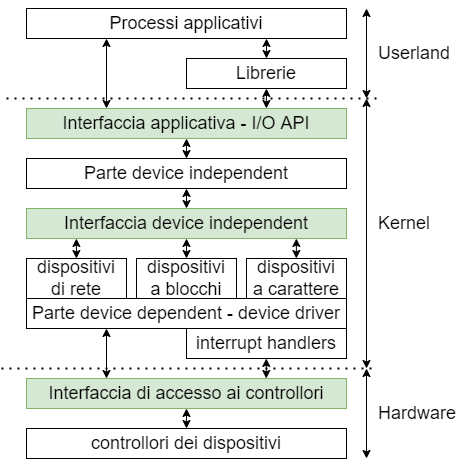 Processi applicativi
Librerie
Userland
Interfaccia applicativa - I/O API
Parte device independent
Interfaccia device independent
Kernel
dispositivi
di rete
dispositivi
a blocchi
dispositivi
a carattere
Parte device dependent - device driver
interrupt handlers
Interfaccia di accesso ai controllori
Hardware
controllori dei dispositivi